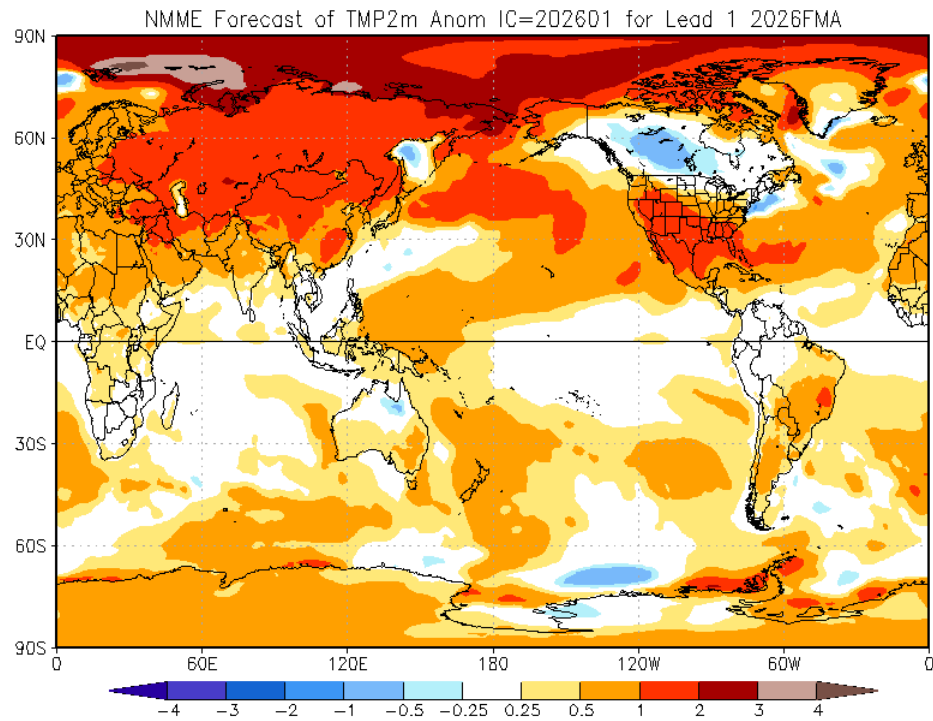 NMME Forecast of TMP2m Anom IC=202601 for Lead 1 2026FMA
90N
60N
30N
EQ
30S
60S
90S
0 60E 120E 180 120W 60W 0
-4 -3 -2 -1 -0.5 -0.25 0.25 0.5 1 2 3 4